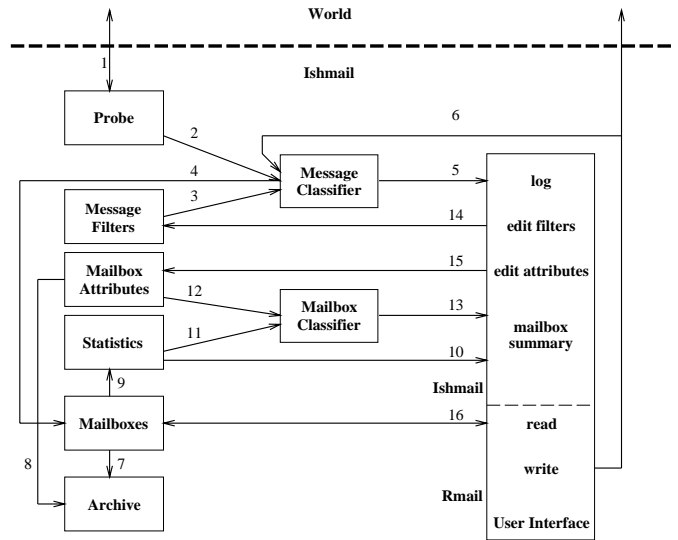 World
1
Ishmail
Probe
2
6
4
Message
Classifier
5
log
3
Message
Filters
14
edit filters
Mailbox
Attributes
15
edit attributes
12
Mailbox
Classifier
13
mailbox
summary
11
Statistics
10
9
Ishmail
Mailboxes
16
read
8
7
write
Archive
Rmail
User Interface